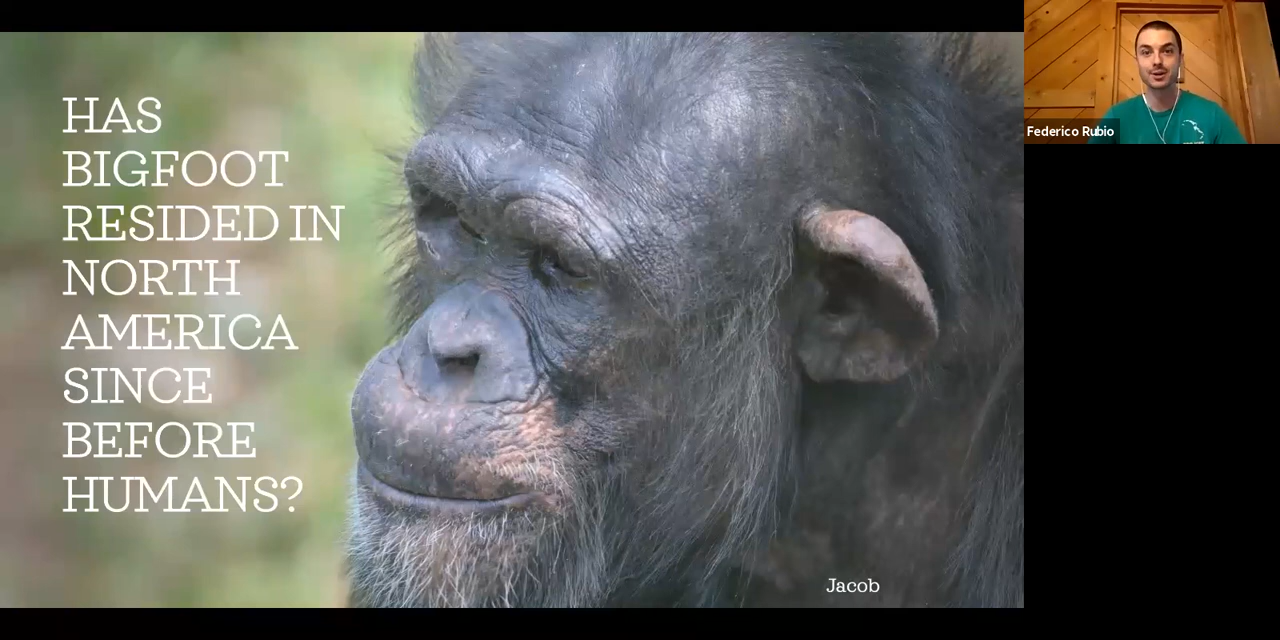 HAS
BIGFOOT
RESIDED IN
NORTH
AMERICA
SINCE
BEFORE
HUMANS?
Jacob
Federico Rubio